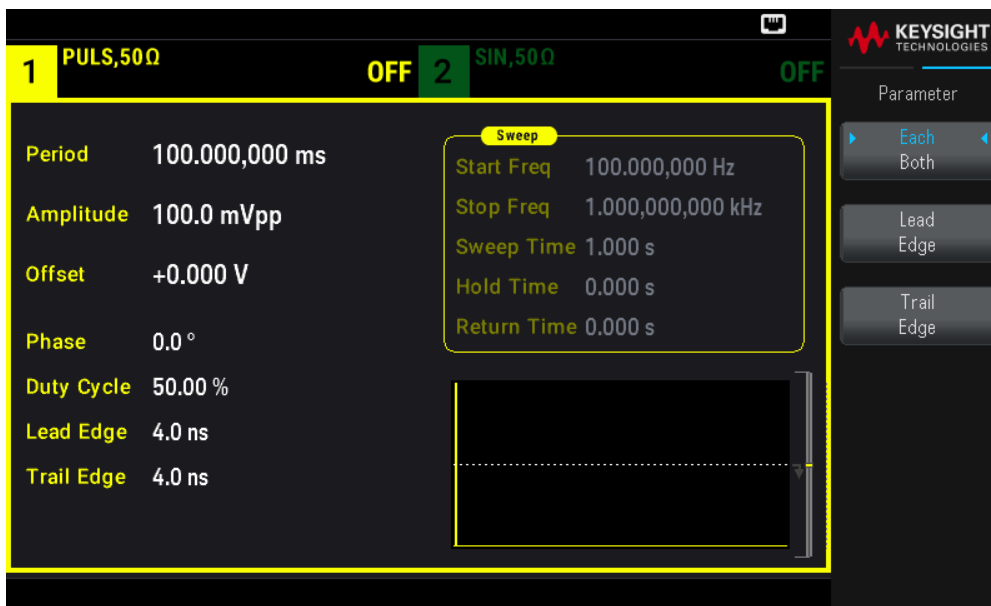 1 PULS,50Ω OFF 2 SIN,50Ω OFF
KEYSIGHT
TECHNOLOGIES
Parameter
Period 100.000,000 ms
Amplitude 100.0 mVpp
Offset +0.000 V
Phase 0.0 °
Duty Cycle 50.00 %
Lead Edge 4.0 ns
Trail Edge 4.0 ns
Sweep
Start Freq 100.000,000 Hz
Stop Freq 1.000,000,000 kHz
Sweep Time 1.000 s
Hold Time 0.000 s
Return Time 0.000 s
Each
Both
Lead
Edge
Trail
Edge